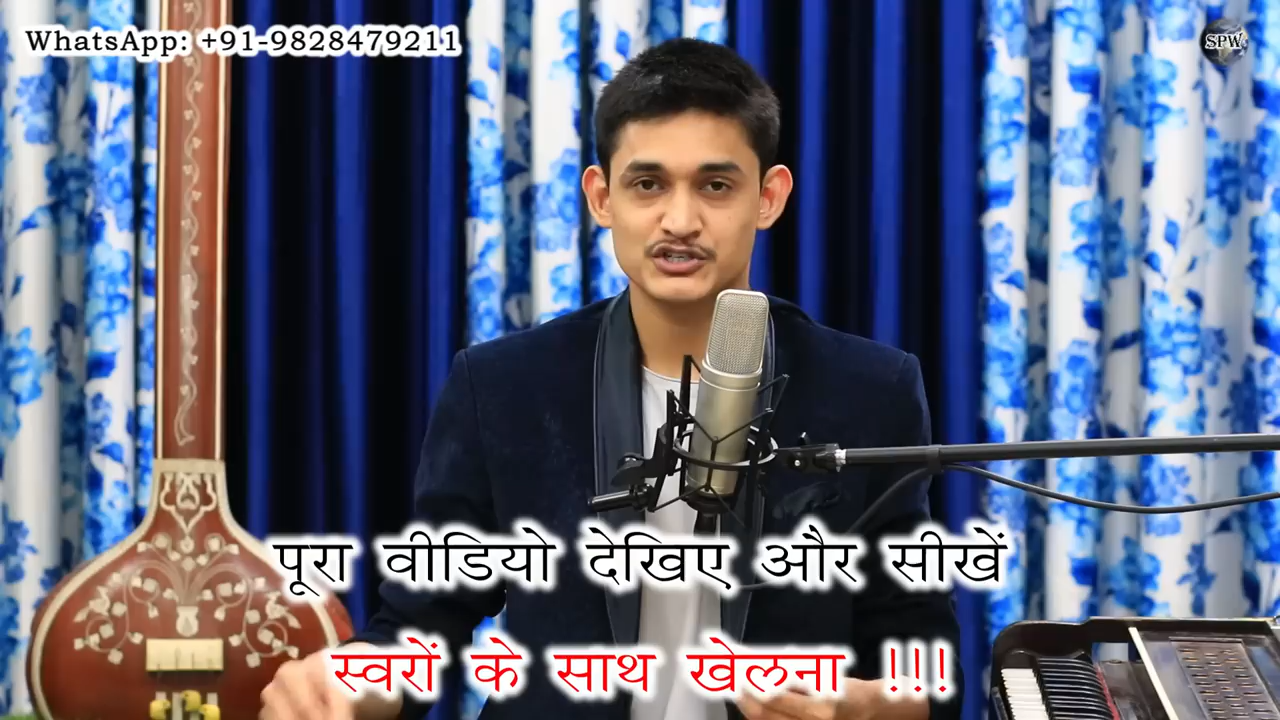 WhatsApp: +91-9828479211
SPW
पूरा वीडियो देखिए और सीखें
स्वरों के साथ खेलना !!!